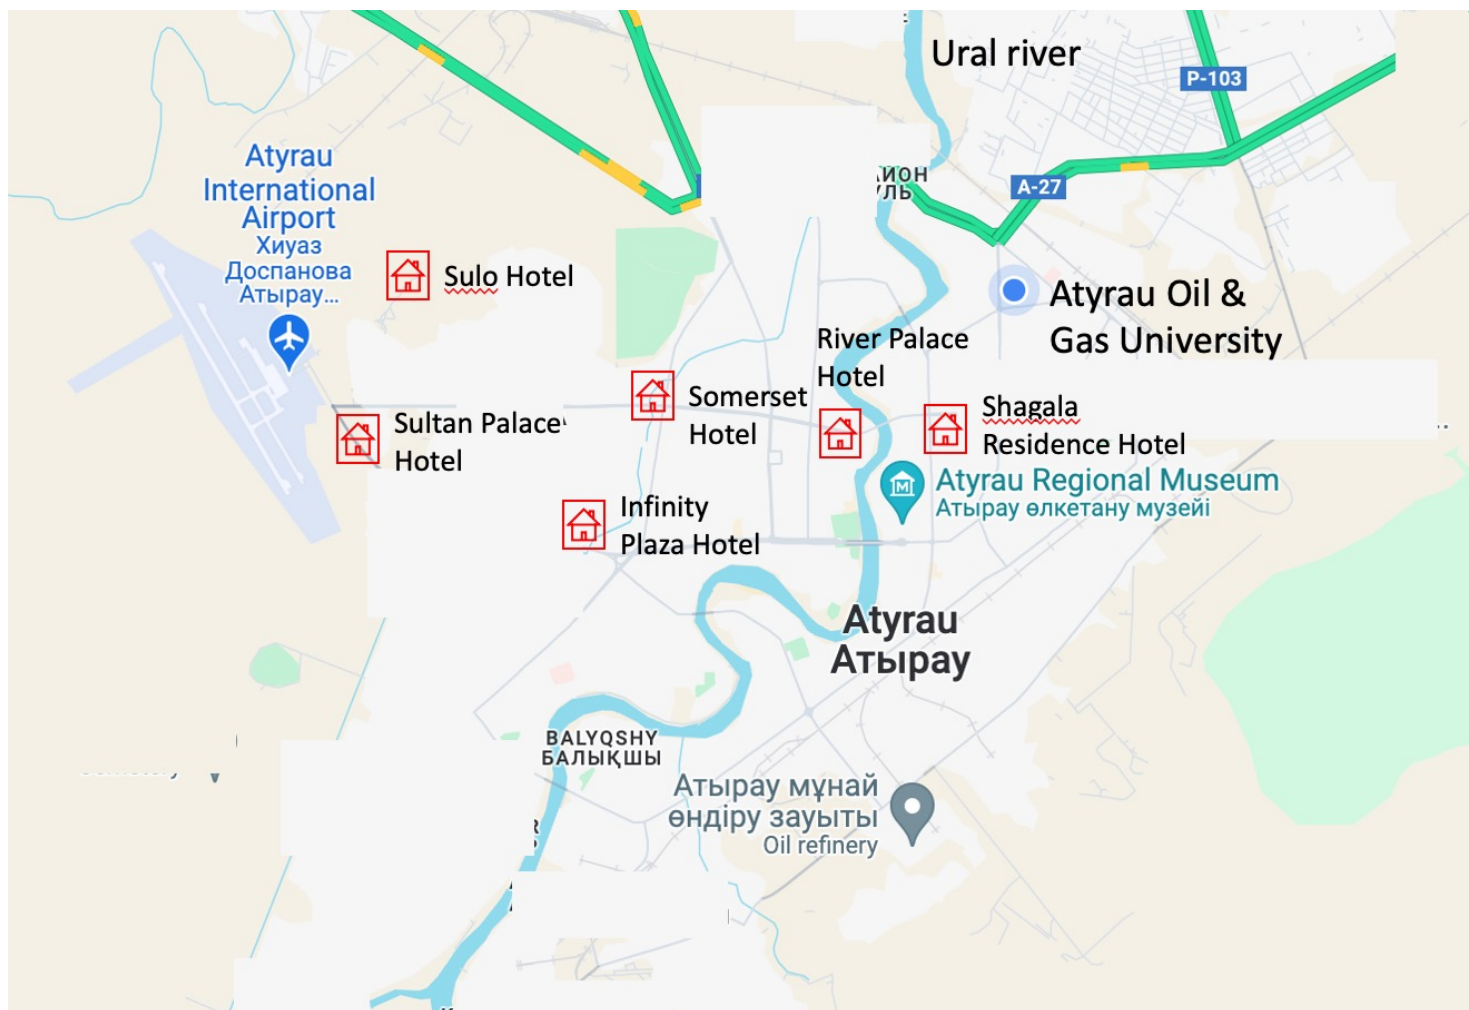 Ural river
P-103
Atyrau
International
Airport
Хиуаз
Доспанова
Атырау...
A-27
Sulo Hotel
Atyrau Oil &
Gas University
River Palace
Hotel
Somerset
Hotel
Shagala
Residence Hotel
Sultan Palace
Hotel
Atyrau Regional Museum
Атырау өлкетану музейі
Infinity
Plaza Hotel
Atyrau
Атырау
BALYQSHY
БАЛЫҚШЫ
Атырау мұнай
өндіру зауыты
Oil refinery